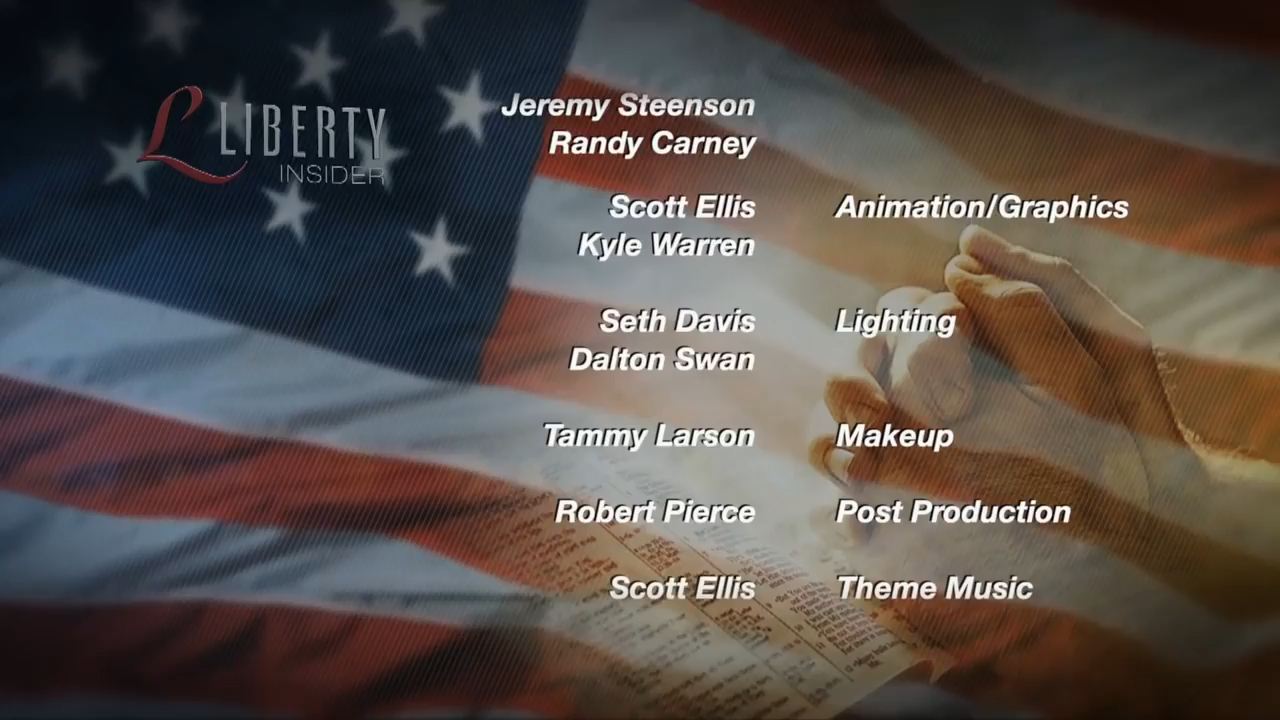 L LIBERTY
INSIDER
Jeremy Steenson
Randy Carney
Scott Ellis Animation/Graphics
Kyle Warren
Seth Davis Lighting
Dalton Swan
Tammy Larson Makeup
Robert Pierce Post Production
Scott Ellis Theme Music